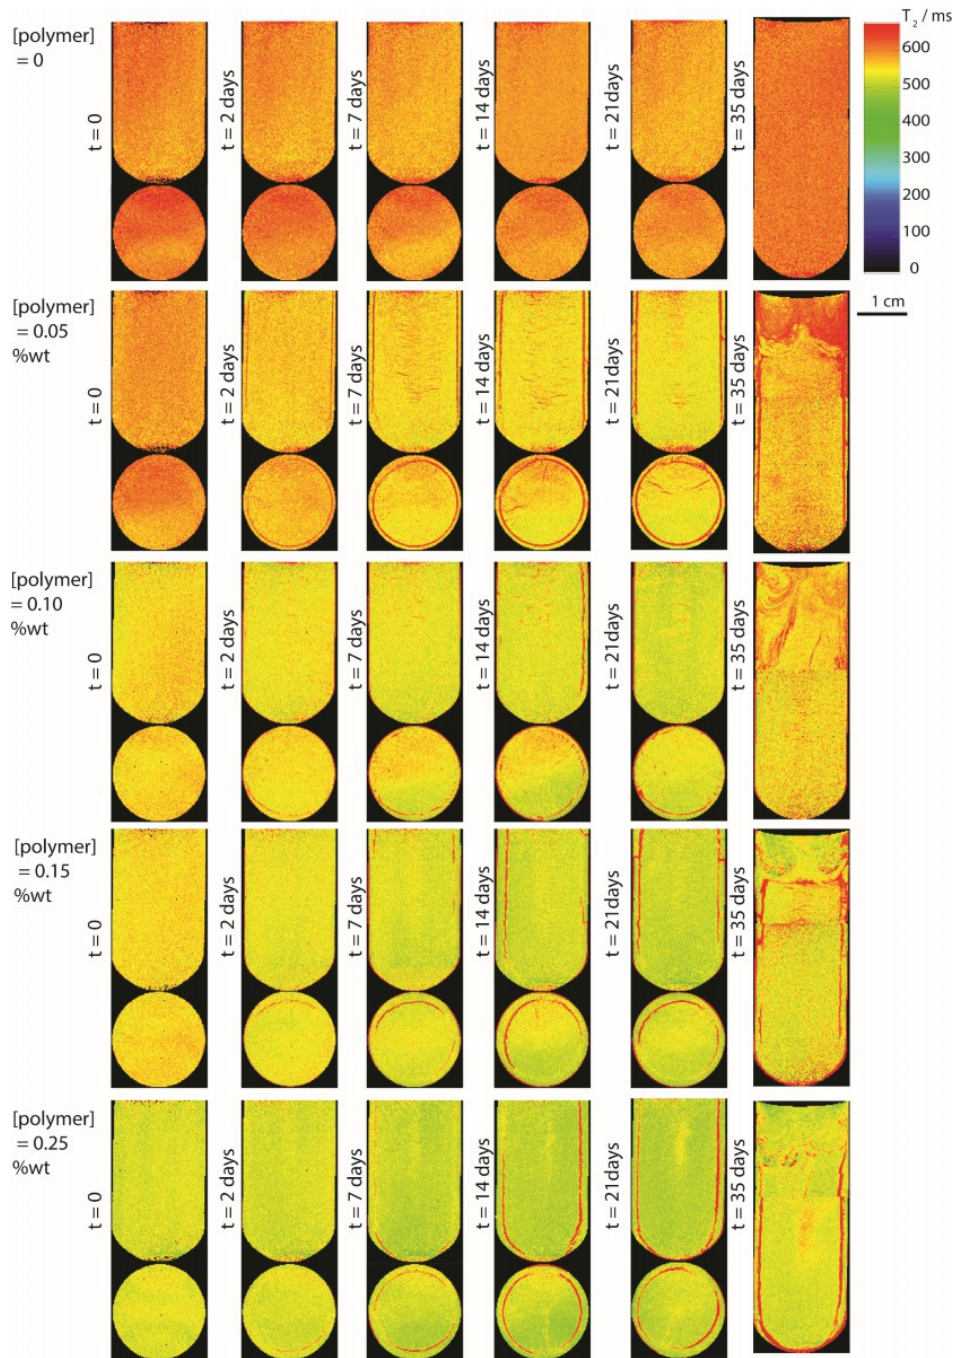 [polymer]
= 0
t = 0
t = 2 days
t = 7 days
t = 14 days
t = 21days
t = 35 days
T2 / ms
600
500
400
300
200
100
0
1 cm
[polymer]
= 0.05
%wt
t = 0
t = 2 days
t = 7 days
t = 14 days
t = 21days
t = 35 days
[polymer]
= 0.10
%wt
t = 0
t = 2 days
t = 7 days
t = 14 days
t = 21days
t = 35 days
[polymer]
= 0.15
%wt
t = 0
t = 2 days
t = 7 days
t = 14 days
t = 21days
t = 35 days
[polymer]
= 0.25
%wt
t = 0
t = 2 days
t = 7 days
t = 14 days
t = 21days
t = 35 days